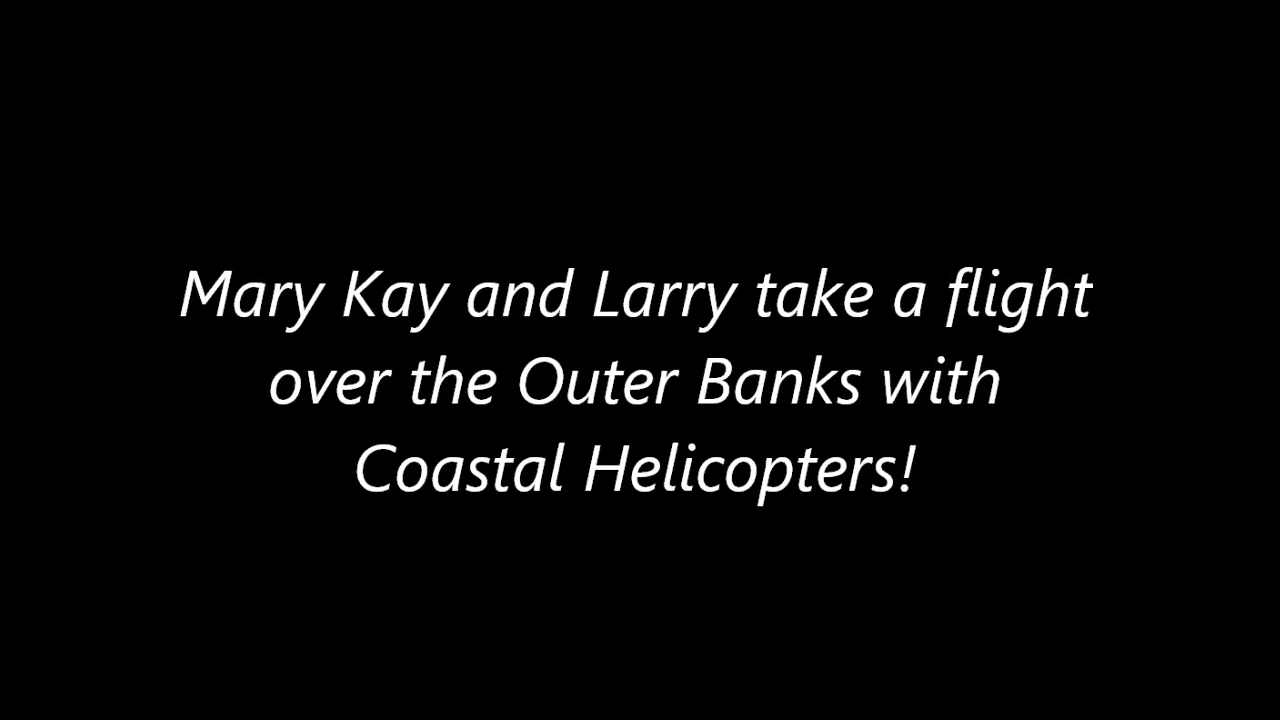 Mary Kay and Larry take a flight
over the Outer Banks with
Coastal Helicopters!